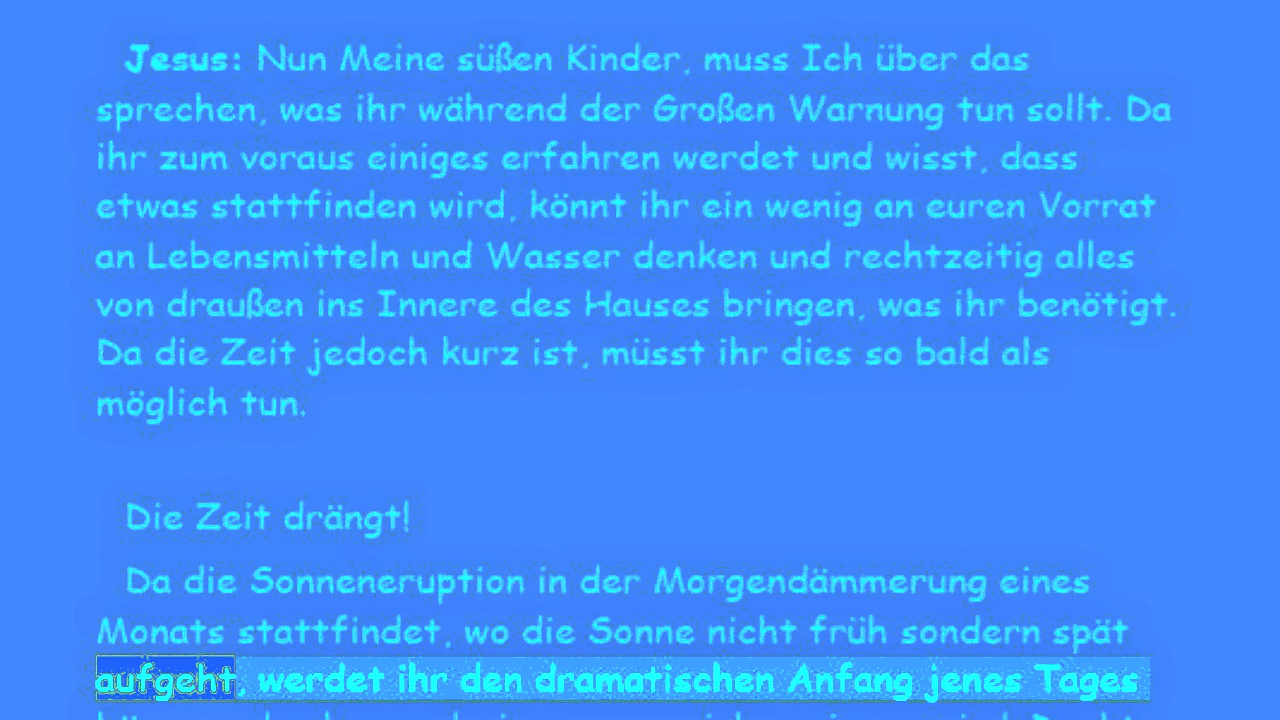 Jesus: Nun Meine süßen Kinder, muss Ich über das
sprechen, was ihr während der Großen Warnung tun sollt. Da
ihr zum voraus einiges erfahren werdet und wisst, dass
etwas stattfinden wird, könnt ihr ein wenig an euren Vorrat
an Lebensmitteln und Wasser denken und rechtzeitig alles
von draußen ins Innere des Hauses bringen, was ihr benötigt.
Da die Zeit jedoch kurz ist, müsst ihr dies so bald als
möglich tun.
Die Zeit drängt!
Da die Sonneneruption in der Morgendämmerung eines
Monats stattfindet, wo die Sonne nicht früh sondern spät
aufgeht, werdet ihr den dramatischen Anfang jenes Tages